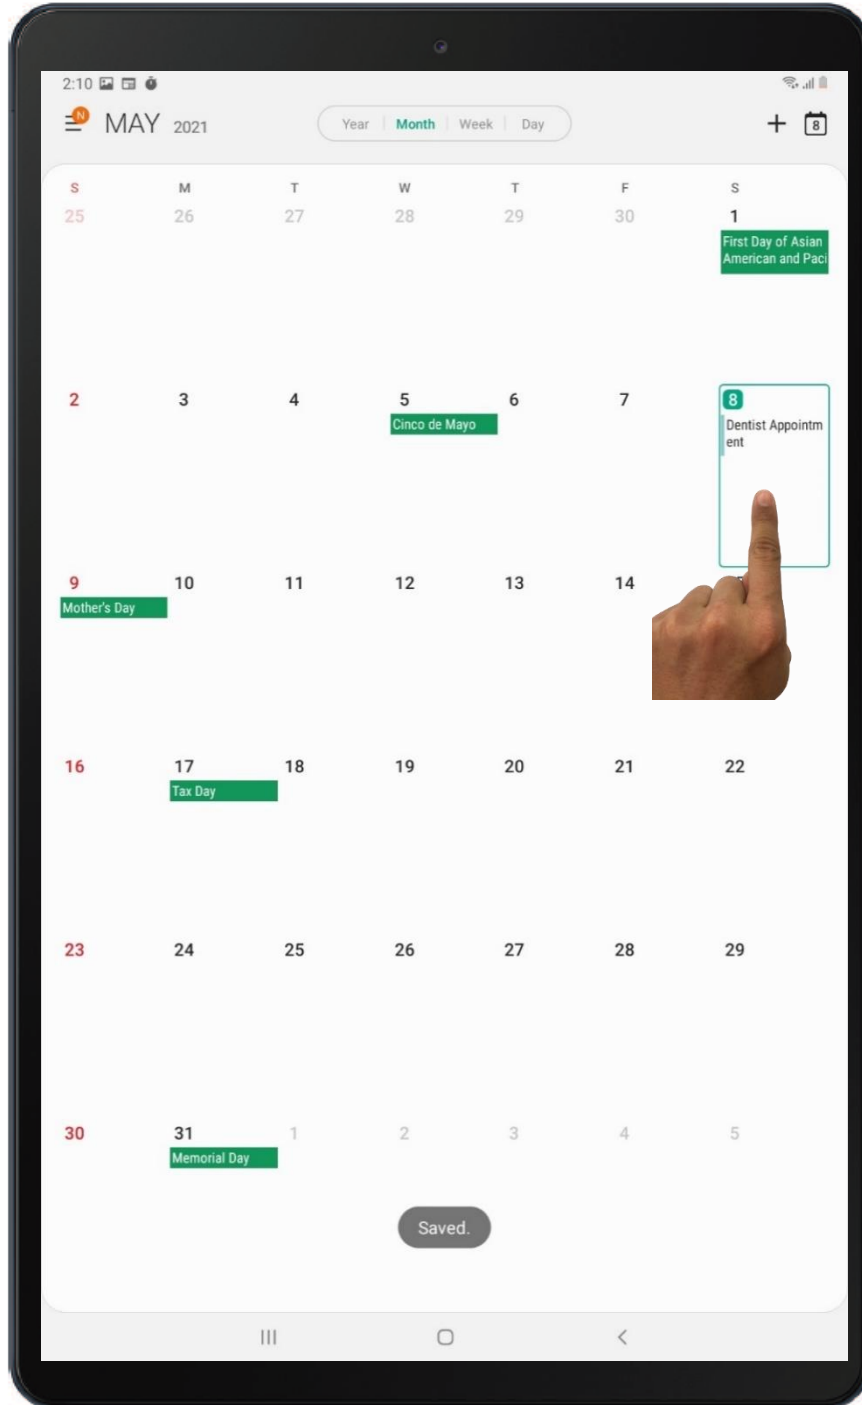 2:10
N
MAY 2021
Year Month Week Day
8
S M T W T F S
25 26 27 28 29 30 1
First Day of Asian
American and Paci
2 3 4 5 6 7 8
Cinco de Mayo
Dentist Appointm
ent
9 10 11 12 13 14
Mother's Day
16 17 18 19 20 21 22
Tax Day
23 24 25 26 27 28 29
30 31 1 2 3 4 5
Memorial Day
Saved.